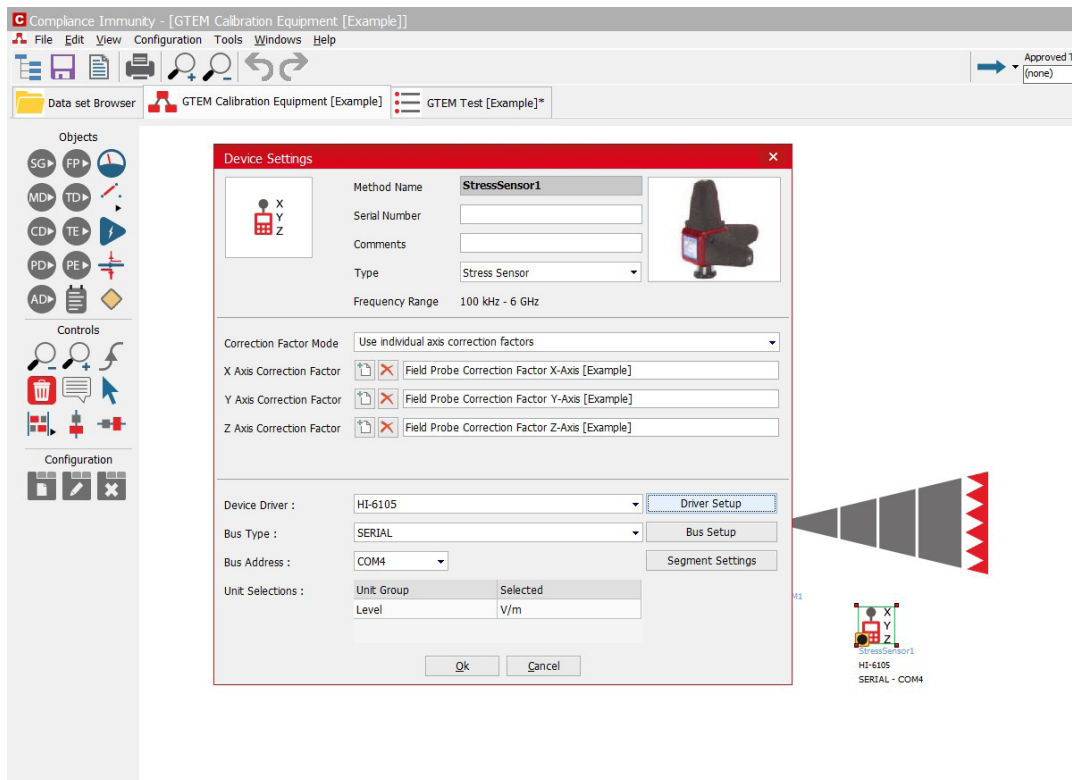 Compliance Immunity - [GTEM Calibration Equipment [Example]]
File Edit View Configuration Tools Windows Help
Approved T
(none)
Data set Browser GTEM Calibration Equipment [Example] GTEM Test [Example]*
Objects
SG FP
MD TD
CD TE
PD PE
AD
Controls
Configuration
Device Settings
X
Y
Z
Method Name StressSensor1
Serial Number
Comments
Type Stress Sensor
Frequency Range 100 kHz - 6 GHz
Correction Factor Mode Use individual axis correction factors
X Axis Correction Factor Field Probe Correction Factor X-Axis [Example]
Y Axis Correction Factor Field Probe Correction Factor Y-Axis [Example]
Z Axis Correction Factor Field Probe Correction Factor Z-Axis [Example]
Device Driver : HI-6105 Driver Setup
Bus Type : SERIAL Bus Setup
Bus Address : COM4 Segment Settings
Unit Selections : Unit Group Selected
Level V/m
Ok Cancel
M1
X
Y
Z
StressSensor1
HI-6105
SERIAL - COM4